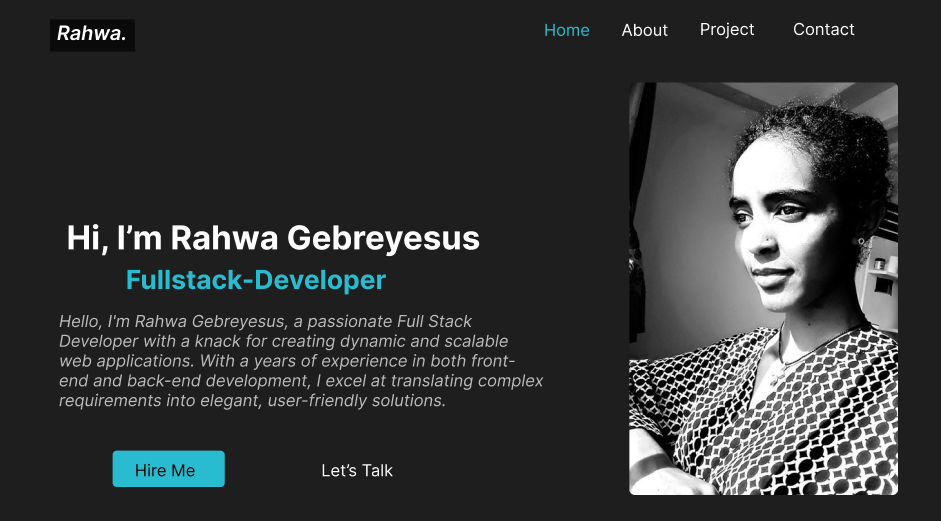 Rahwa.
Home About Project Contact
Hi, I’m Rahwa Gebreyesus
Fullstack-Developer
Hello, I'm Rahwa Gebreyesus, a passionate Full Stack
Developer with a knack for creating dynamic and scalable
web applications. With a years of experience in both front-
end and back-end development, I excel at translating complex
requirements into elegant, user-friendly solutions.
Hire Me Let’s Talk